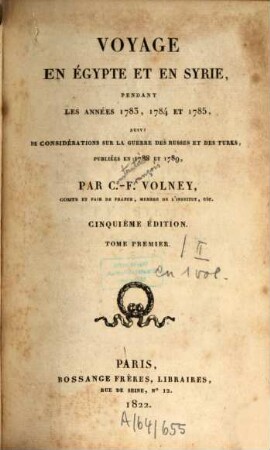 VOYAGE
EN ÉGYPTE ET EN SYRIE,
PENDANT
LES ANNÉES 1783, 1784 ET 1785,
SUIVI
DE CONSIDÉRATIONS SUR LA GUERRE DES RUSSES ET DES TURKS,
PUBLIÉES EN 1788 ET 1789,
PAR C.-F. VOLNEY,
COMTE ET PAIR DE FRANCE, MEMBRE DE L'INSTITUT, ETC.
CINQUIÈME ÉDITION.
TOME PREMIER.
/ II
en 1 vol.
PARIS,
BOSSANGE FRÈRES, LIBRAIRES,
RUE DE SEINE, Nº 12.
1822.
A/64/655